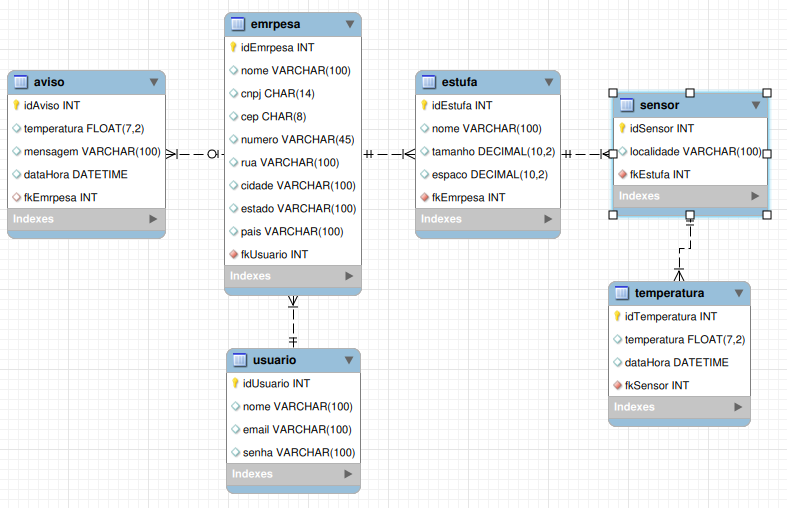 aviso
idAviso INT
temperatura FLOAT(7,2)
mensagem VARCHAR(100)
dataHora DATETIME
fkEmrpesa INT
Indexes
emrpesa
idEmrpesa INT
nome VARCHAR(100)
cnpj CHAR(14)
cep CHAR(8)
numero VARCHAR(45)
rua VARCHAR(100)
cidade VARCHAR(100)
estado VARCHAR(100)
pais VARCHAR(100)
fkUsuario INT
Indexes
estufa
idEstufa INT
nome VARCHAR(100)
tamanho DECIMAL(10,2)
espaco DECIMAL(10,2)
fkEmrpesa INT
Indexes
sensor
idSensor INT
localidade VARCHAR(100)
fkEstufa INT
Indexes
usuario
idUsuario INT
nome VARCHAR(100)
email VARCHAR(100)
senha VARCHAR(100)
Indexes
temperatura
idTemperatura INT
temperatura FLOAT(7,2)
dataHora DATETIME
fkSensor INT
Indexes